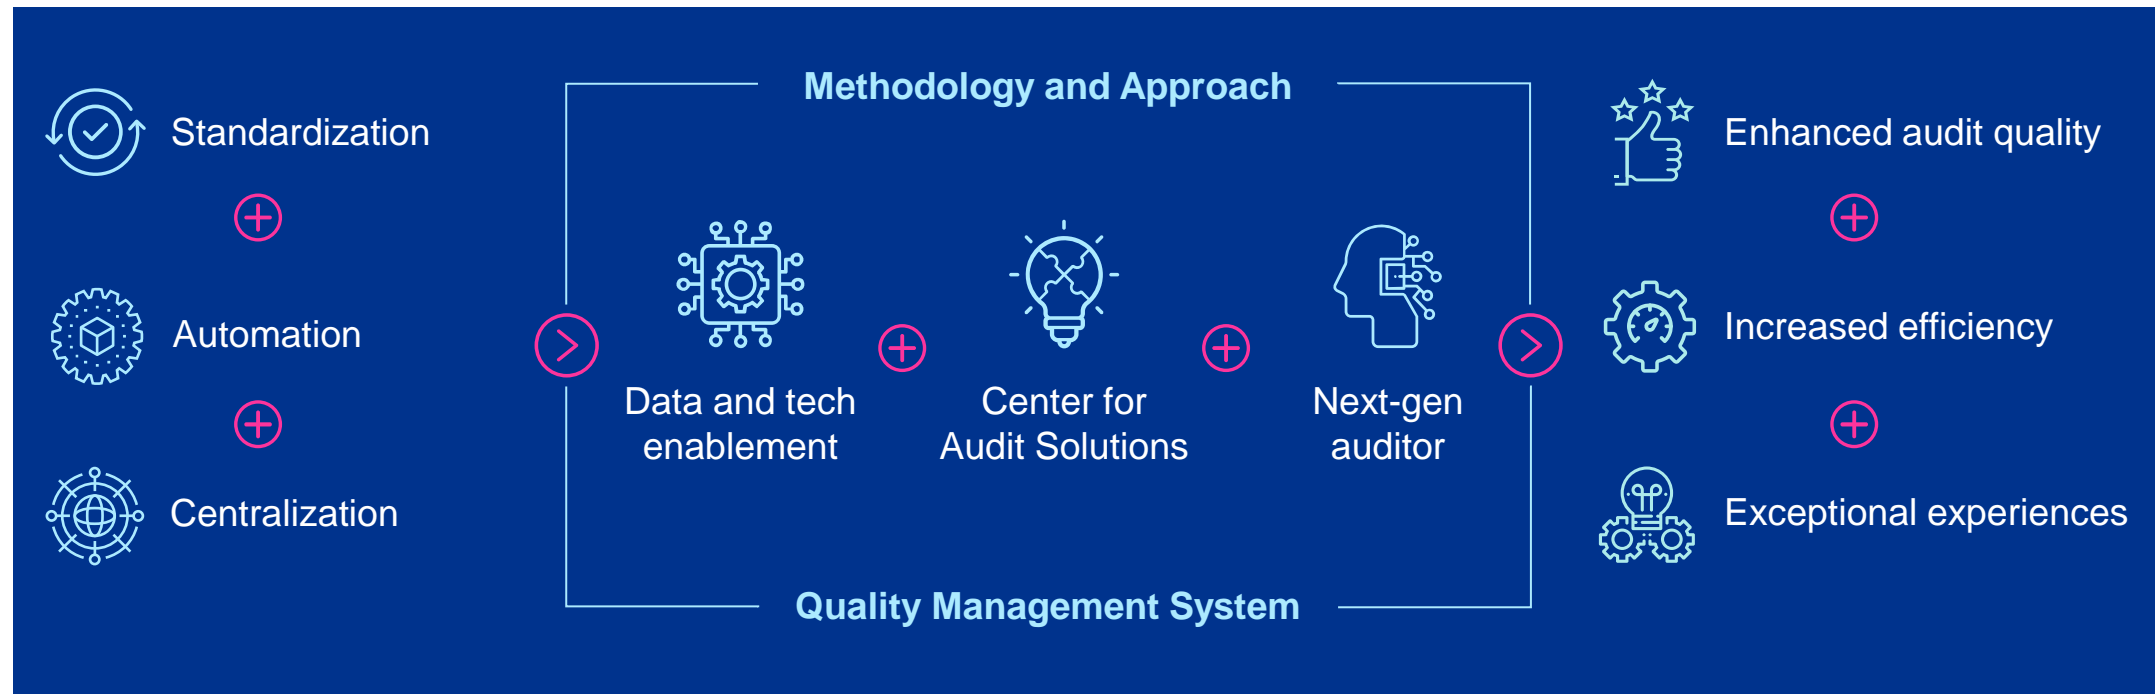 Standardization
Automation
Centralization
Methodology and Approach
Data and tech
enablement
Center for
Audit Solutions
Next-gen
auditor
Quality Management System
Enhanced audit quality
Increased efficiency
Exceptional experiences